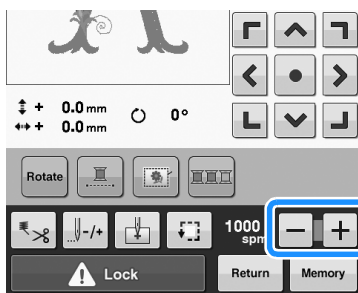 + 0.0 mm
+ 0.0 mm
0°
Rotate
-/+
1000
spm
− +
Lock
Return
Memory